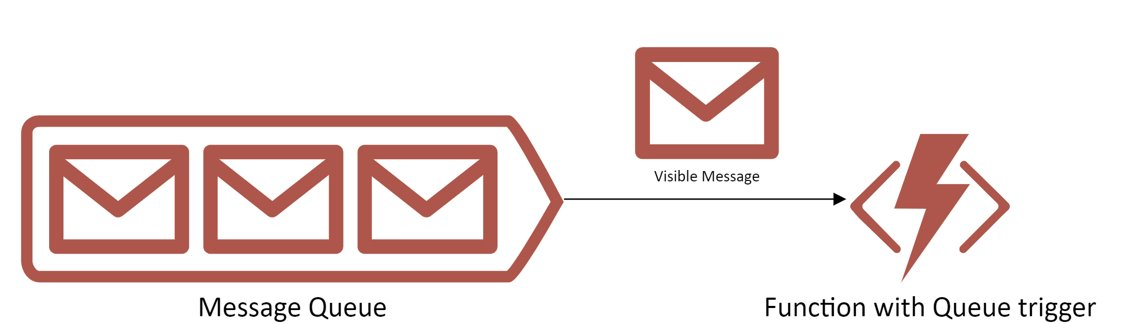 Visible Message
Message Queue
Function with Queue trigger